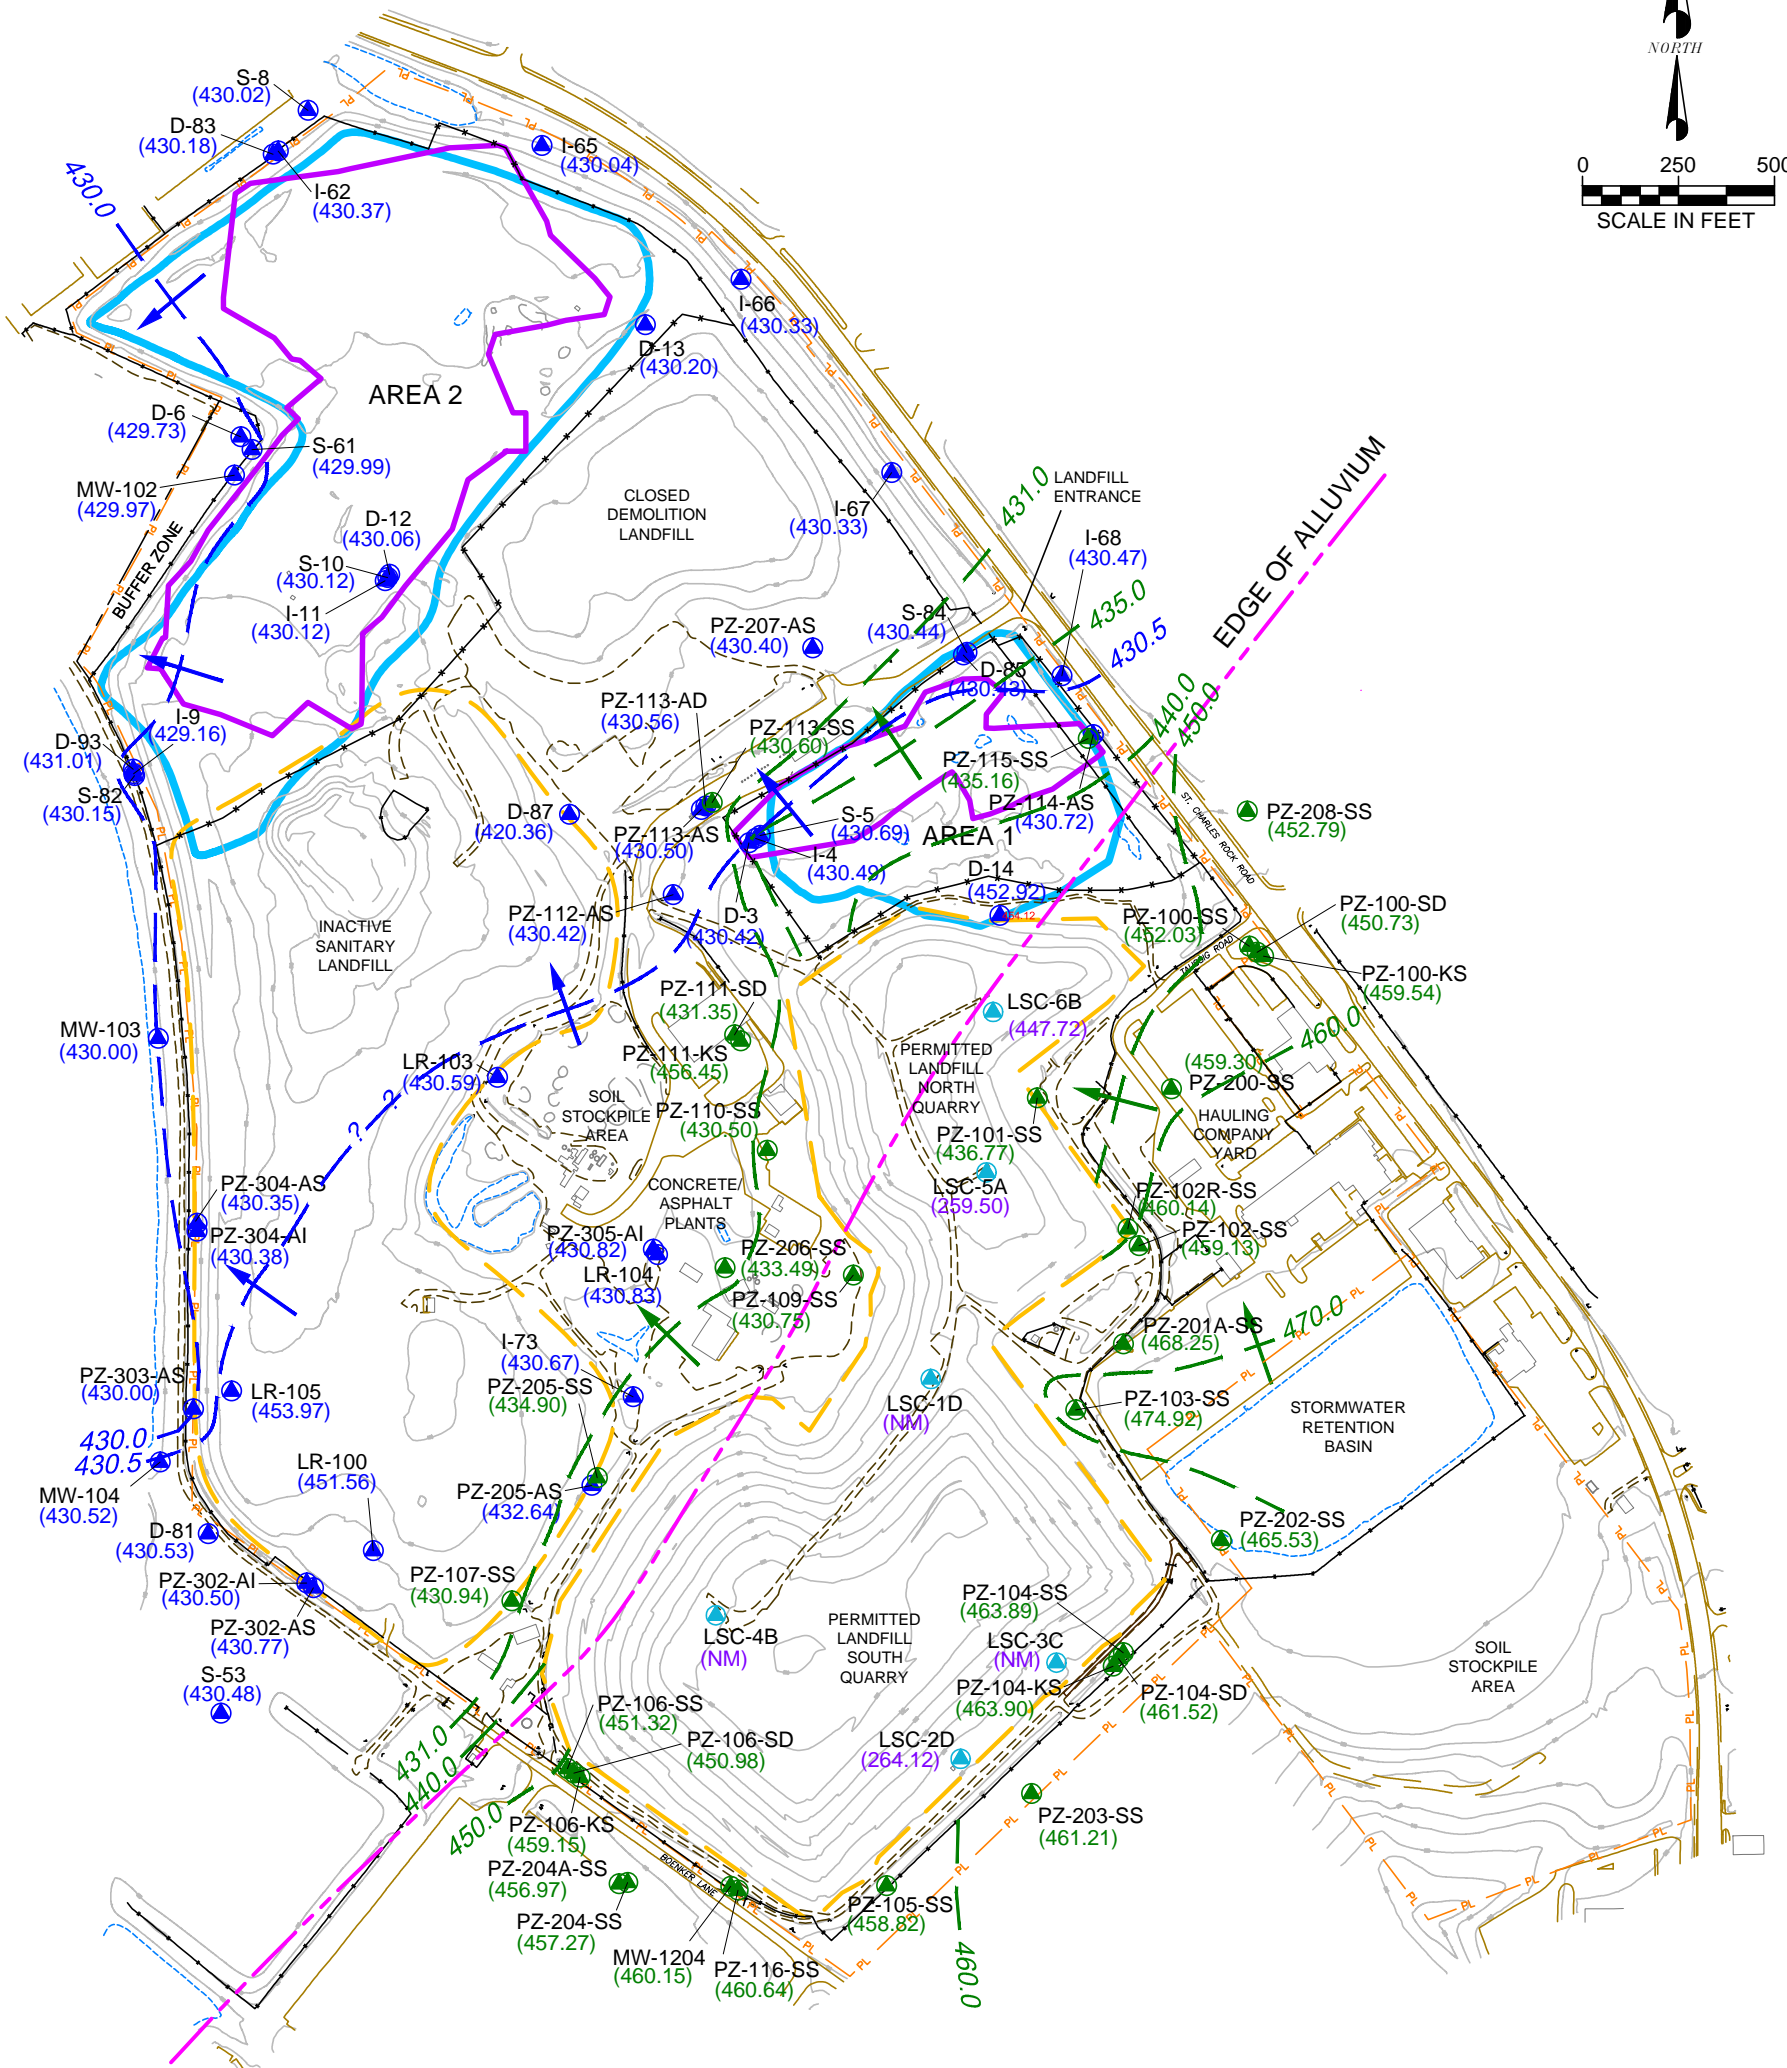 NORTH
0 250 500
SCALE IN FEET
S-8
(430.02)
D-83
(430.18)
I-62
(430.37)
I-65
(430.04)
430.0
I-66
(430.33)
D-13
(430.20)
AREA 2
D-6
(429.73)
S-61
(429.99)
MW-102
(429.97)
BUFFER ZONE
D-12
(430.06)
S-10
(430.12)
I-11
(430.12)
CLOSED
DEMOLITION
LANDFILL
I-67
(430.33)
431.0
LANDFILL
ENTRANCE
I-68
(430.47)
EDGE OF ALLUVIUM
435.0
430.5
440.0
450.0
S-84
(430.44)
D-85
(430.43)
PZ-207-AS
(430.40)
PZ-113-AD
(430.56)
PZ-113-SS
(430.60)
PZ-115-SS
(435.16)
PZ-114-AS
(430.72)
I-9
(429.16)
D-93
(431.01)
S-82
(430.15)
D-87
(420.36)
PZ-113-AS
(430.50)
S-5
(430.69)
AREA 1
I-4
(430.49)
D-14
(452.92)
454.12
ST. CHARLES ROCK ROAD
PZ-208-SS
(452.79)
PZ-112-AS
(430.42)
D-3
(430.42)
PZ-100-SS
(452.03)
PZ-100-SD
(450.73)
TAUSSIG ROAD
PZ-100-KS
(459.54)
INACTIVE
SANITARY
LANDFILL
PZ-111-SD
(431.35)
PZ-111-KS
(456.45)
LSC-6B
(447.72)
MW-103
(430.00)
LR-103
(430.59)
SOIL
STOCKPILE
AREA
PERMITTED
LANDFILL
NORTH
QUARRY
460.0
(459.30)
PZ-200-SS
HAULING
COMPANY
YARD
? ?
PZ-110-SS
(430.50)
PZ-101-SS
(436.77)
LSC-5A
(259.50)
CONCRETE/
ASPHALT
PLANTS
PZ-102R-SS
(460.14)
PZ-102-SS
(459.13)
PZ-304-AS
(430.35)
PZ-304-AI
(430.38)
PZ-305-AI
(430.82)
LR-104
(430.83)
PZ-206-SS
(433.49)
PZ-109-SS
(430.75)
I-73
(430.67)
PZ-205-SS
(434.90)
PZ-201A-SS
(468.25)
470.0
PZ-103-SS
(474.92)
LSC-1D
(NM)
STORMWATER
RETENTION
BASIN
PZ-303-AS
(430.00)
LR-105
(453.97)
430.0
430.5
LR-100
(451.56)
MW-104
(430.52)
PZ-205-AS
(432.64)
D-81
(430.53)
PZ-202-SS
(465.53)
PZ-302-AI
(430.50)
PZ-302-AS
(430.77)
PZ-107-SS
(430.94)
S-53
(430.48)
LSC-4B
(NM)
PERMITTED
LANDFILL
SOUTH
QUARRY
PZ-104-SS
(463.89)
LSC-3C
(NM)
PZ-104-KS
(463.90)
PZ-104-SD
(461.52)
SOIL
STOCKPILE
AREA
PZ-106-SS
(451.32)
PZ-106-SD
(450.98)
431.0
440.0
450.0
LSC-2D
(264.12)
PZ-106-KS
(459.15)
PZ-203-SS
(461.21)
BOENKER LANE
PZ-204A-SS
(456.97)
PZ-204-SS
(457.27)
PZ-105-SS
(458.82)
MW-1204
(460.15)
PZ-116-SS
(460.64)
460.0